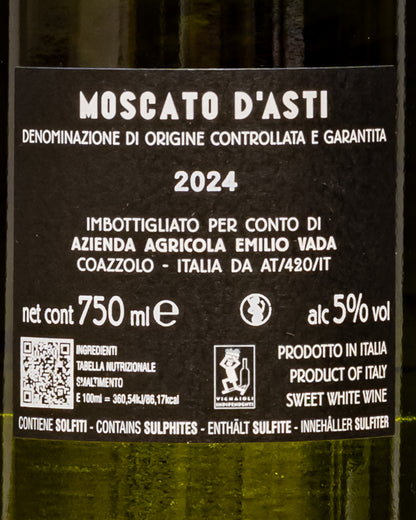 MOSCATO D'ASTI
DENOMINAZIONE DI ORIGINE CONTROLLATA E GARANTITA
2024
IMBOTTIGLIATO PER CONTO DI
AZIENDA AGRICOLA EMILIO VADA
COAZZOLO - ITALIA DA AT/420/IT
net cont 750 ml e
alc 5% vol
INGREDIENTI
TABELLA NUTRIZIONALE
SMALTIMENTO
E 100ml = 360,54kJ/86,17kcal
VIGNAIOLI
INDIPENDENTI
PRODOTTO IN ITALIA
PRODUCT OF ITALY
SWEET WHITE WINE
CONTIENE SOLFITI - CONTAINS SULPHITES - ENTHÄLT SULFITE - INNEHÅLLER SULFITER